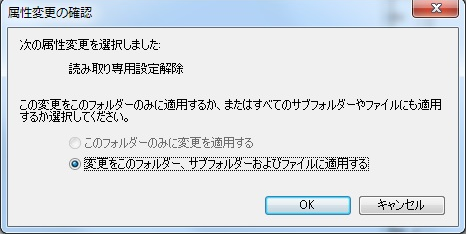 属性変更の確認
次の属性変更を選択しました:
読み取り専用設定解除
この変更をこのフォルダーのみに適用するか、またはすべてのサブフォルダーやファイルにも適用
するか選択してください。
このフォルダーのみに変更を適用する
変更をこのフォルダー、サブフォルダーおよびファイルに適用する
OK
キャンセル